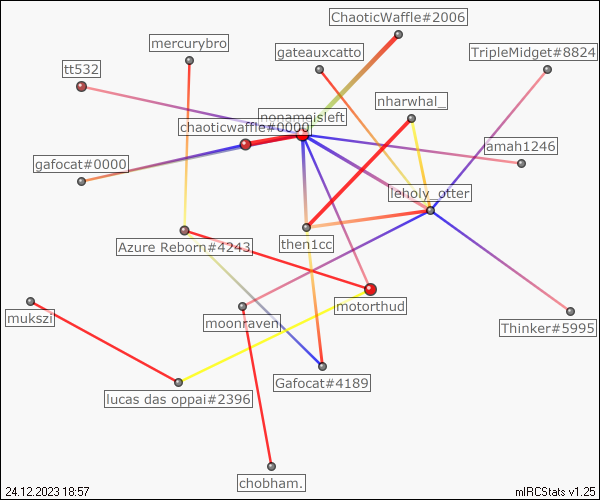 ChaoticWaffle#2006
mercurybro
gateauxcatto
TripleMidget#8824
tt532
nharwhal_
nonameisleft
chaoticwaffle#0000
amah1246
gafocat#0000
leholy_otter
Azure Reborn#4243
then1cc
motorthud
mukszi
moonraven
Thinker#5995
Gafocat#4189
lucas das oppai#2396
chobham.
24.12.2023 18:57
mIRCStats v1.25